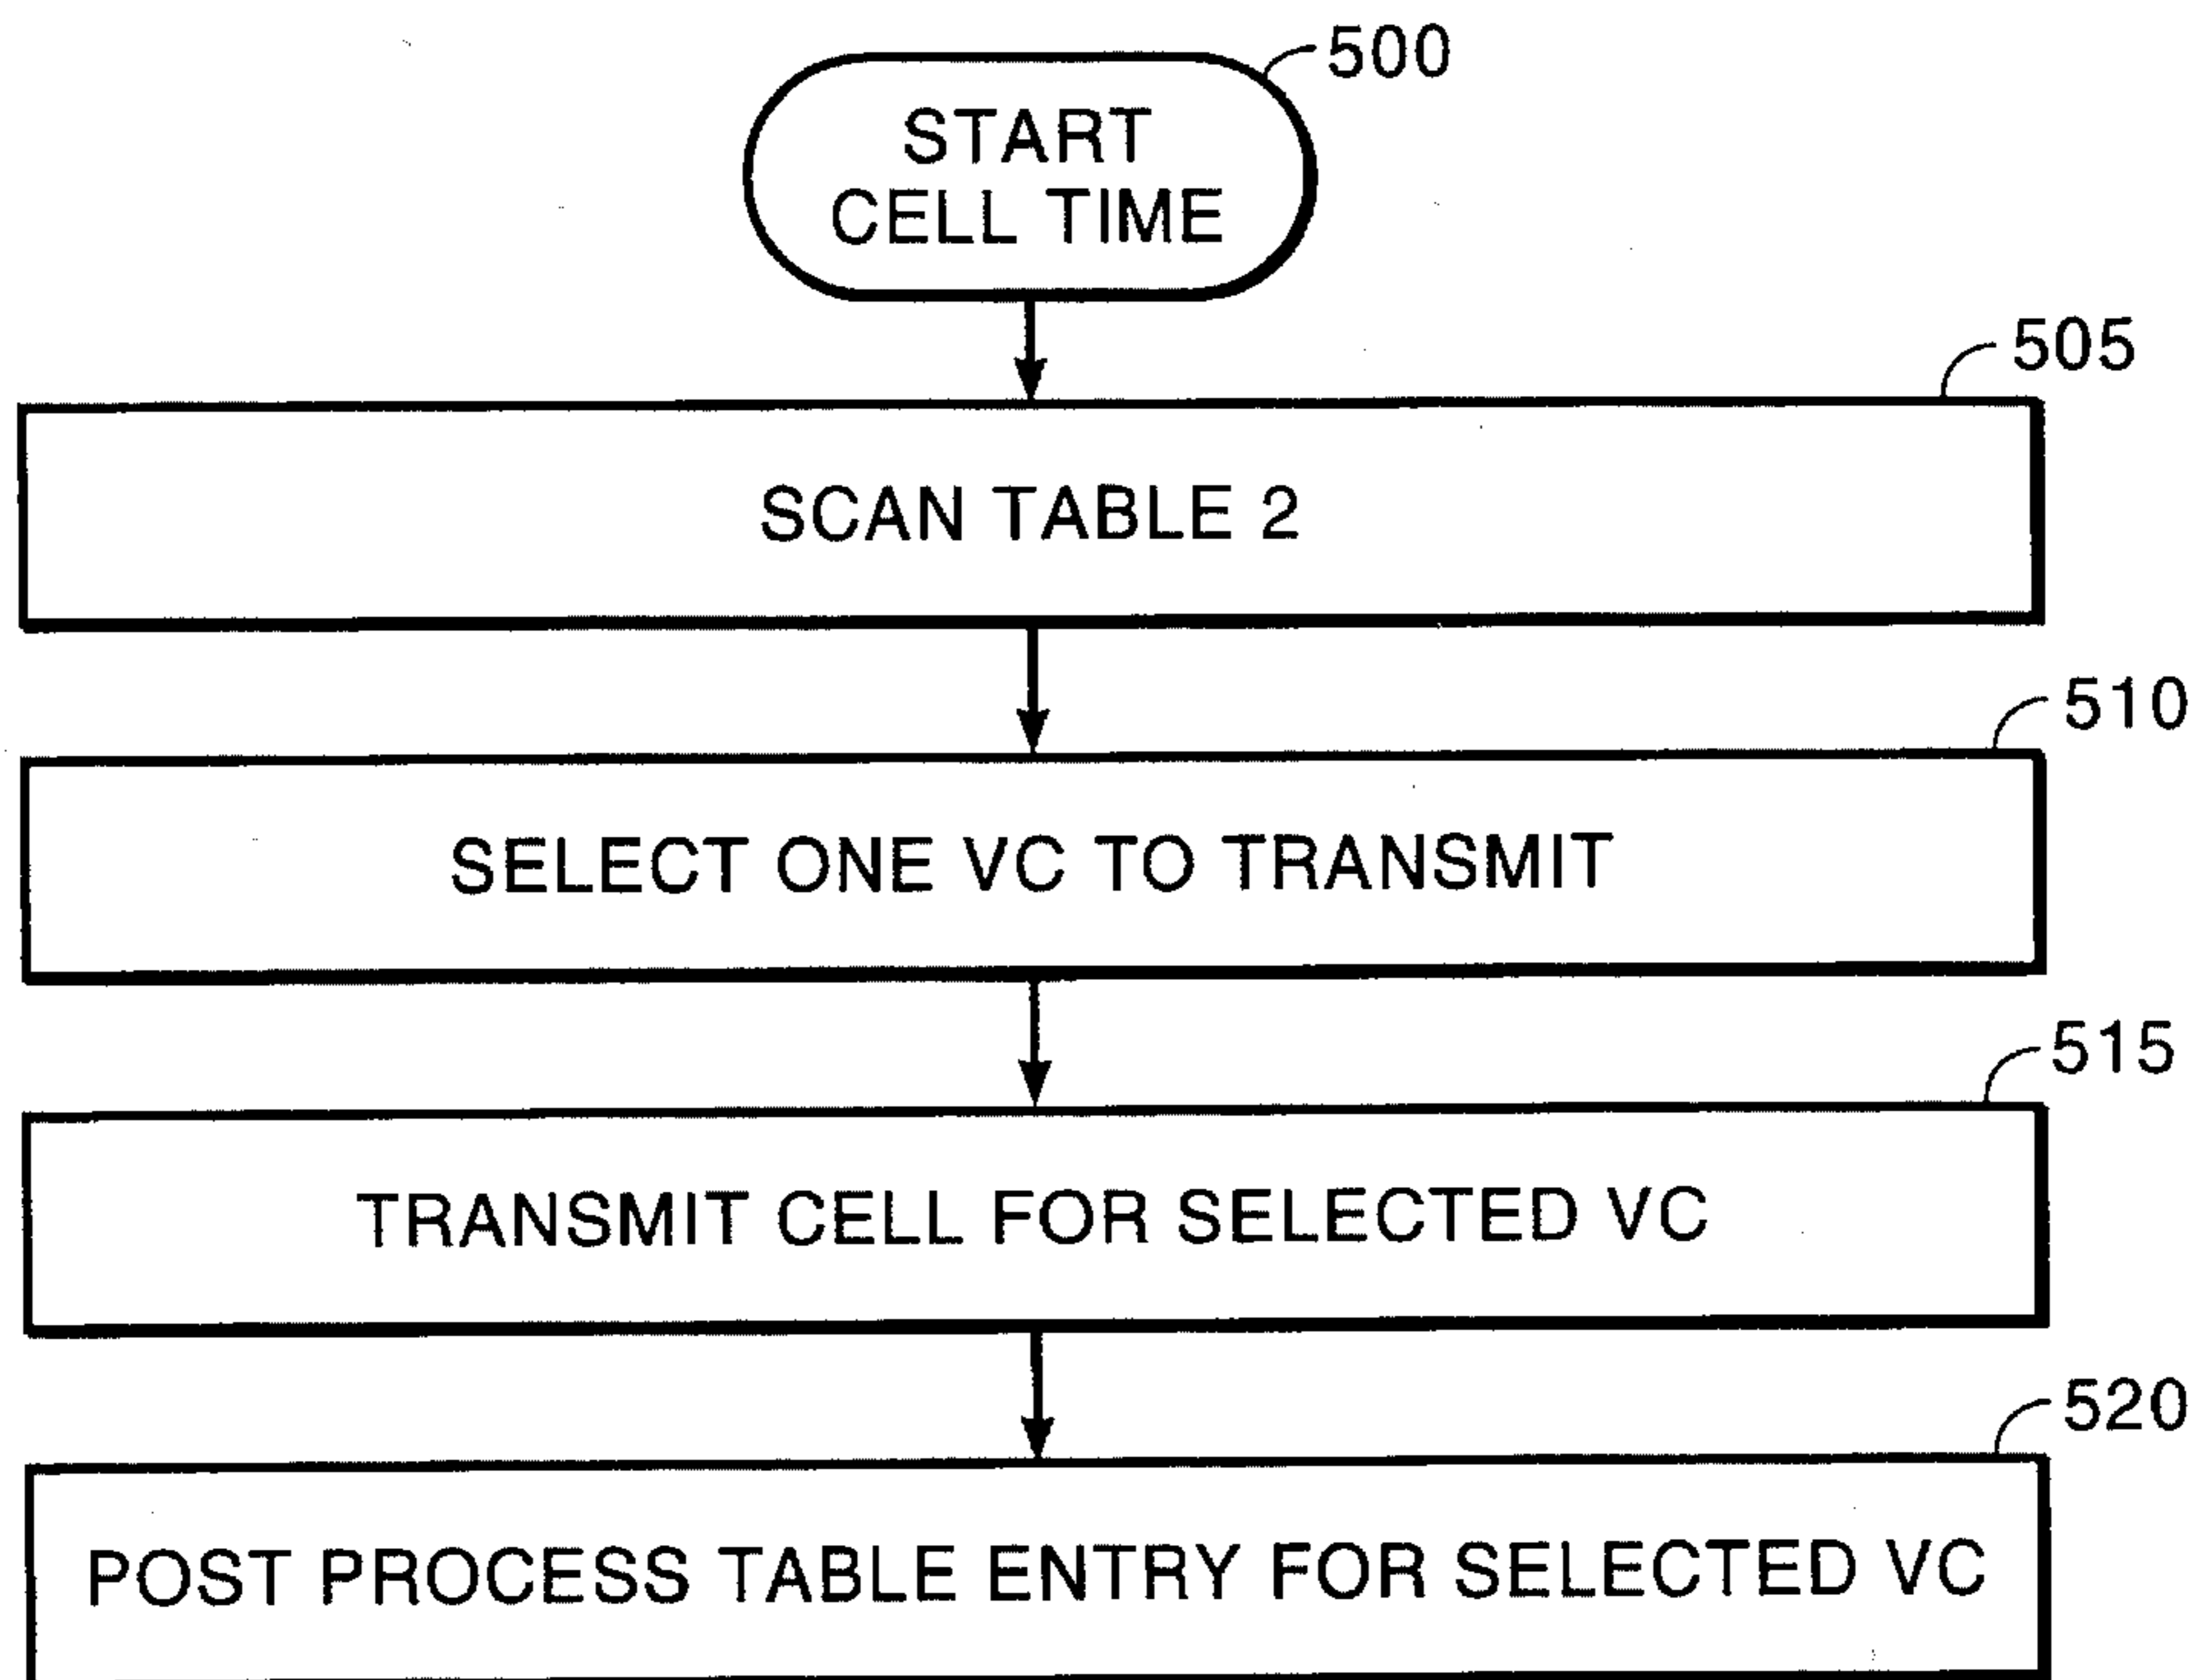 500
START
CELL TIME
505
SCAN TABLE 2
510
SELECT ONE VC TO TRANSMIT
515
TRANSMIT CELL FOR SELECTED VC
520
POST PROCESS TABLE ENTRY FOR SELECTED VC